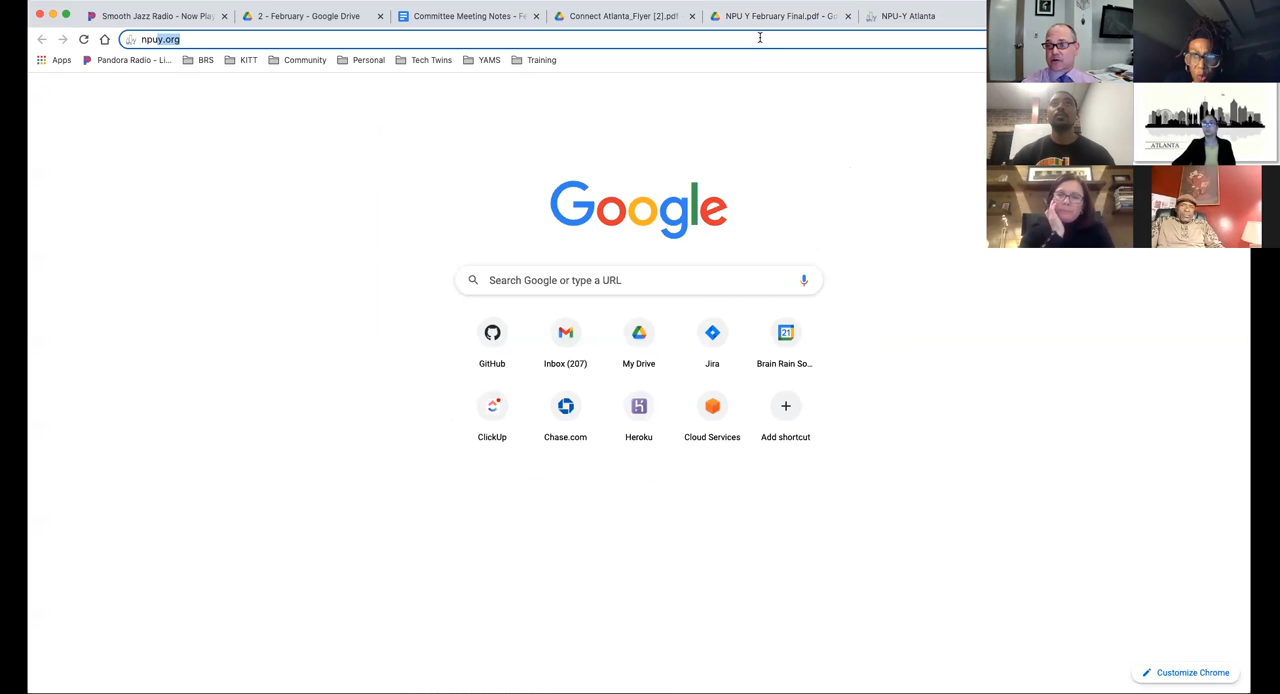 Smooth Jazz Radio - Now Play
2 - February - Google Drive
Committee Meeting Notes - Fe
Connect Atlanta_Flyer [2].pdf
NPU Y February Final.pdf - Go
NPU-Y Atlanta
npuy.org
Apps
Pandora Radio - Li...
BRS
KITT
Community
Personal
Tech Twins
YAMS
Training
ATLANTA
Google
Search Google or type a URL
21
GitHub
Inbox (207)
My Drive
Jira
Brain Rain So...
ClickUp
Chase.com
Heroku
Cloud Services
Add shortcut
Customize Chrome